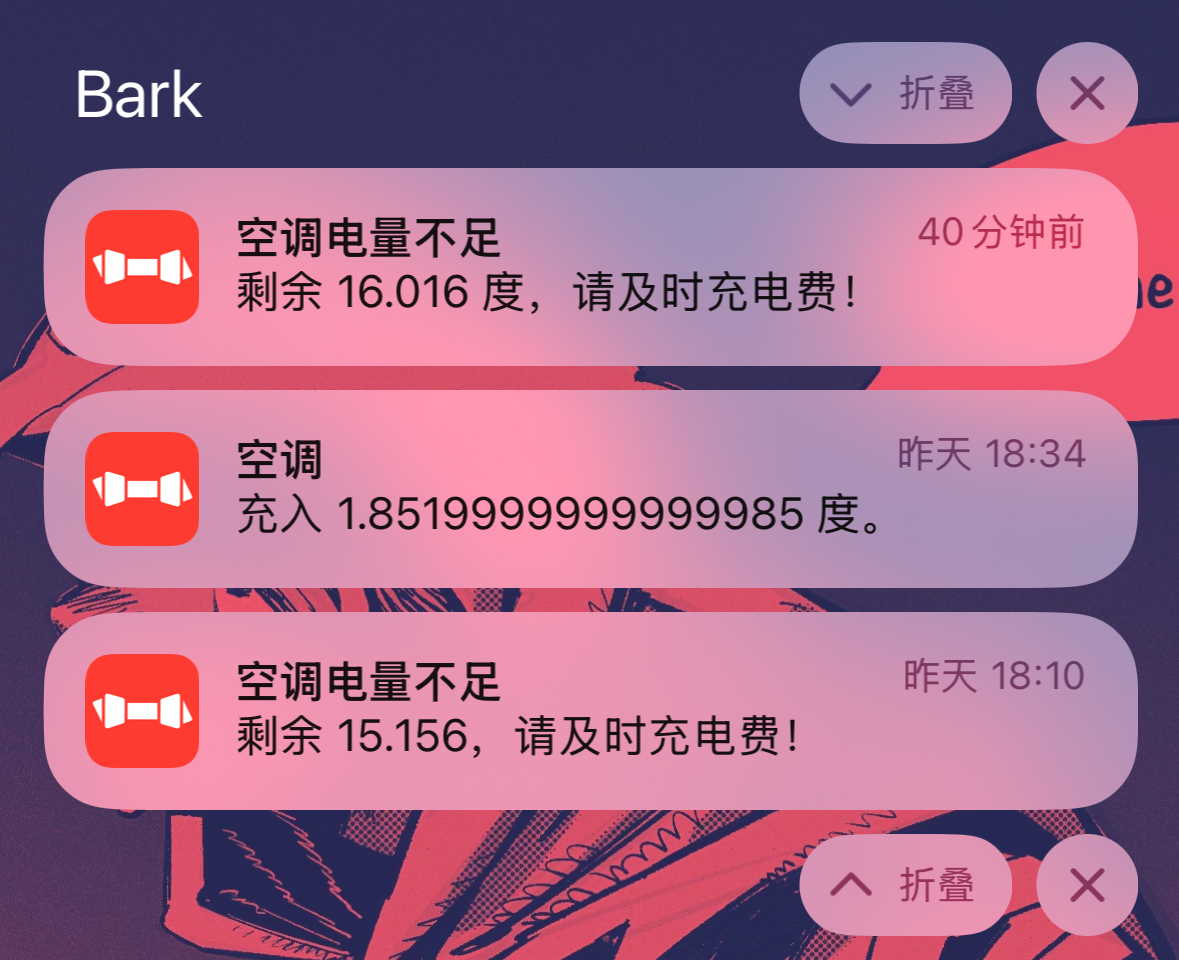 Bark
折叠
空调电量不足
40 分钟前
剩余 16.016 度，请及时充电费！
空调
昨天 18:34
充入 1.8519999999999985 度。
空调电量不足
昨天 18:10
剩余 15.156，请及时充电费！
折叠